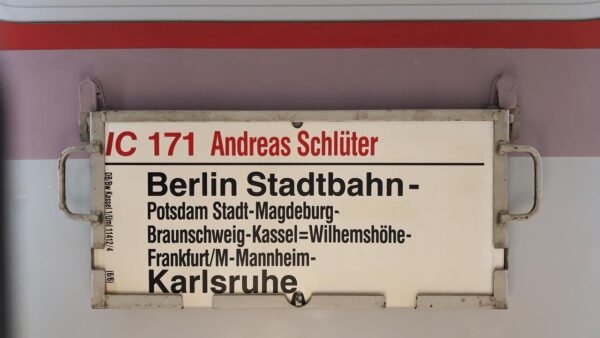 IC 171 Andreas Schlüter
Berlin Stadtbahn-
Potsdam Stadt-Magdeburg-
Braunschweig-Kassel=Wilhemshöhe-
Frankfurt/M-Mannheim-
Karlsruhe